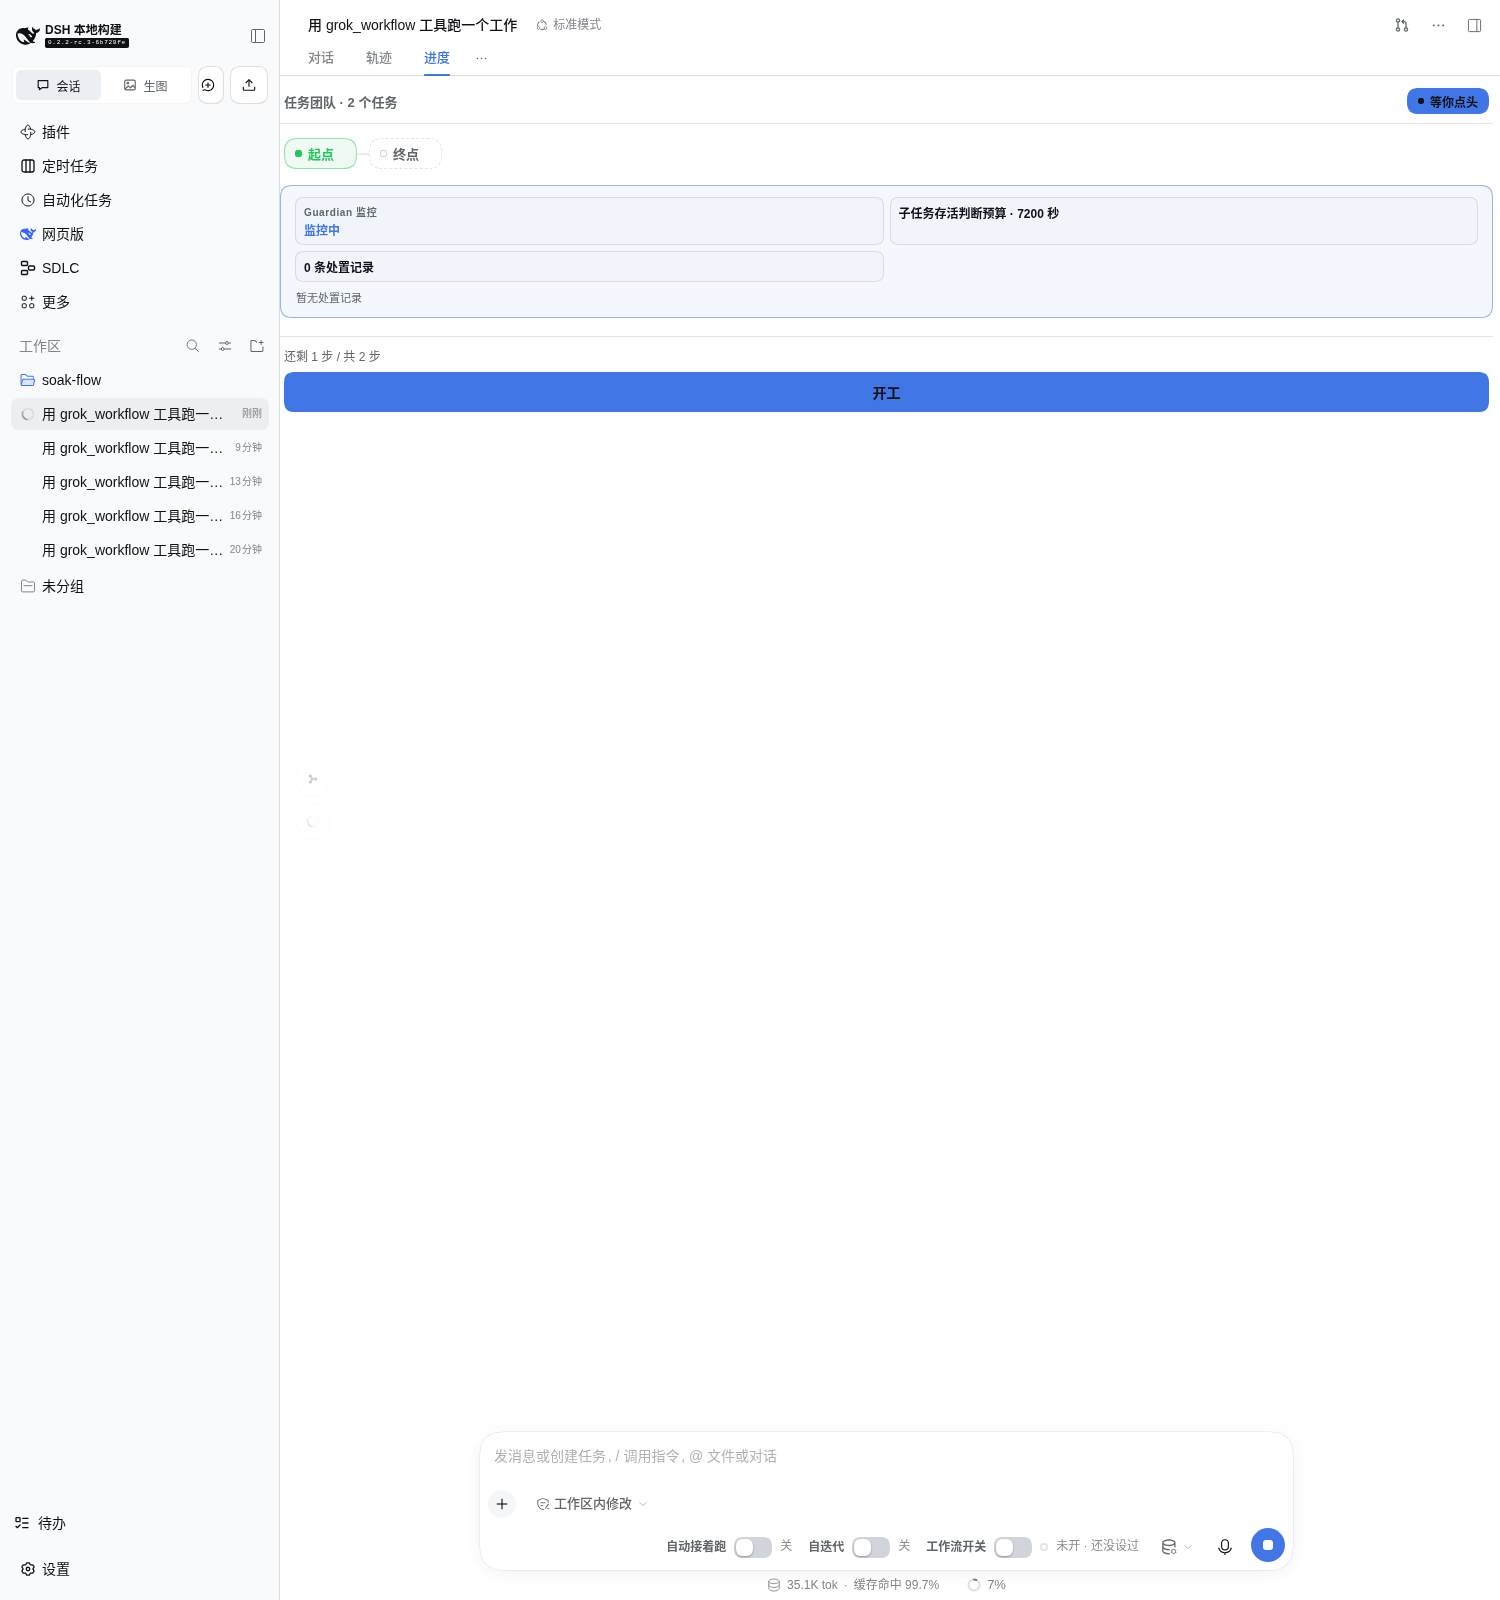 DSH 本地构建
0.2.2-rc.3-6b729fe
会话
生图
插件
定时任务
自动化任务
网页版
SDLC
更多
工作区
soak-flow
用 grok_workflow 工具跑一… 刚刚
用 grok_workflow 工具跑一… 9分钟
用 grok_workflow 工具跑一… 13分钟
用 grok_workflow 工具跑一… 16分钟
用 grok_workflow 工具跑一… 20分钟
未分组
待办
设置
用 grok_workflow 工具跑一个工作 标准模式
对话 轨迹 进度 ···
任务团队 · 2 个任务 等你点头
起点 终点
Guardian 监控
监控中
子任务存活判断预算 · 7200 秒
0 条处置记录
暂无处置记录
还剩 1 步 / 共 2 步
开工
发消息或创建任务, / 调用指令, @ 文件或对话
工作区内修改
自动接着跑 关 自迭代 关 工作流开关 未开 · 还没设过
35.1K tok · 缓存命中 99.7% 7%